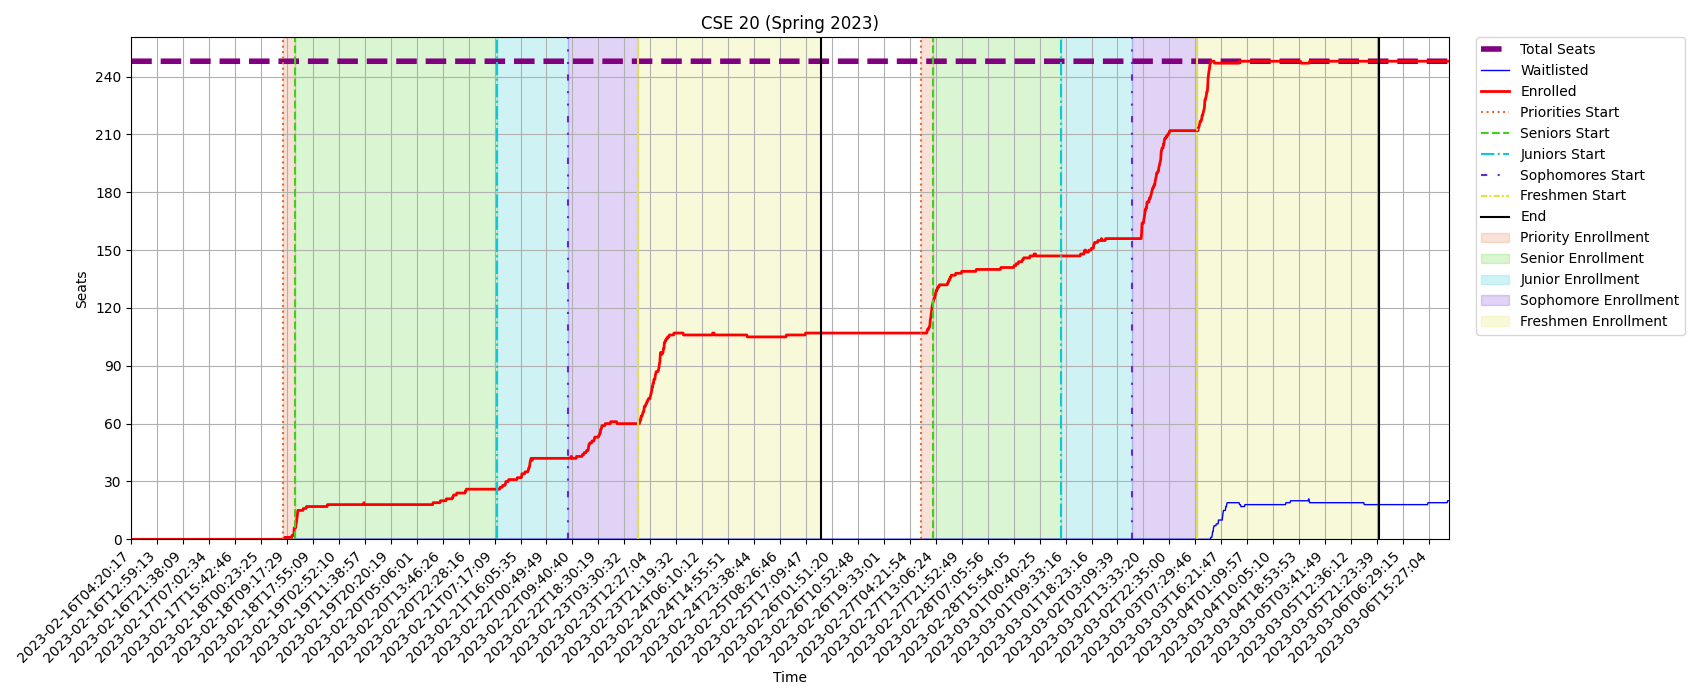 CSE 20 (Spring 2023)
Seats
240
210
180
150
120
90
60
30
0
2023-02-16T04:20:17
2023-02-16T12:59:13
2023-02-16T21:38:09
2023-02-17T07:02:34
2023-02-17T15:42:46
2023-02-18T00:23:25
2023-02-18T09:17:29
2023-02-18T17:55:09
2023-02-19T02:52:10
2023-02-19T11:38:57
2023-02-19T20:20:19
2023-02-20T05:06:01
2023-02-20T13:46:26
2023-02-20T22:28:16
2023-02-21T07:17:09
2023-02-21T16:05:35
2023-02-22T00:49:49
2023-02-22T09:40:40
2023-02-22T18:30:19
2023-02-23T03:30:32
2023-02-23T12:27:04
2023-02-23T21:19:32
2023-02-24T06:10:12
2023-02-24T14:55:51
2023-02-24T23:38:44
2023-02-25T08:26:46
2023-02-25T17:09:47
2023-02-26T01:51:20
2023-02-26T10:52:48
2023-02-26T19:33:01
2023-02-27T04:21:54
2023-02-27T13:06:24
2023-02-27T21:52:49
2023-02-28T07:05:56
2023-02-28T15:54:05
2023-03-01T00:40:25
2023-03-01T09:33:16
2023-03-01T18:23:16
2023-03-02T03:09:39
2023-03-02T13:33:20
2023-03-02T22:35:00
2023-03-03T07:29:46
2023-03-03T16:21:47
2023-03-04T01:09:57
2023-03-04T10:05:10
2023-03-04T18:53:53
2023-03-05T03:41:49
2023-03-05T12:36:12
2023-03-05T21:23:39
2023-03-06T06:29:15
2023-03-06T15:27:04
Time
Total Seats
Waitlisted
Enrolled
Priorities Start
Seniors Start
Juniors Start
Sophomores Start
Freshmen Start
End
Priority Enrollment
Senior Enrollment
Junior Enrollment
Sophomore Enrollment
Freshmen Enrollment